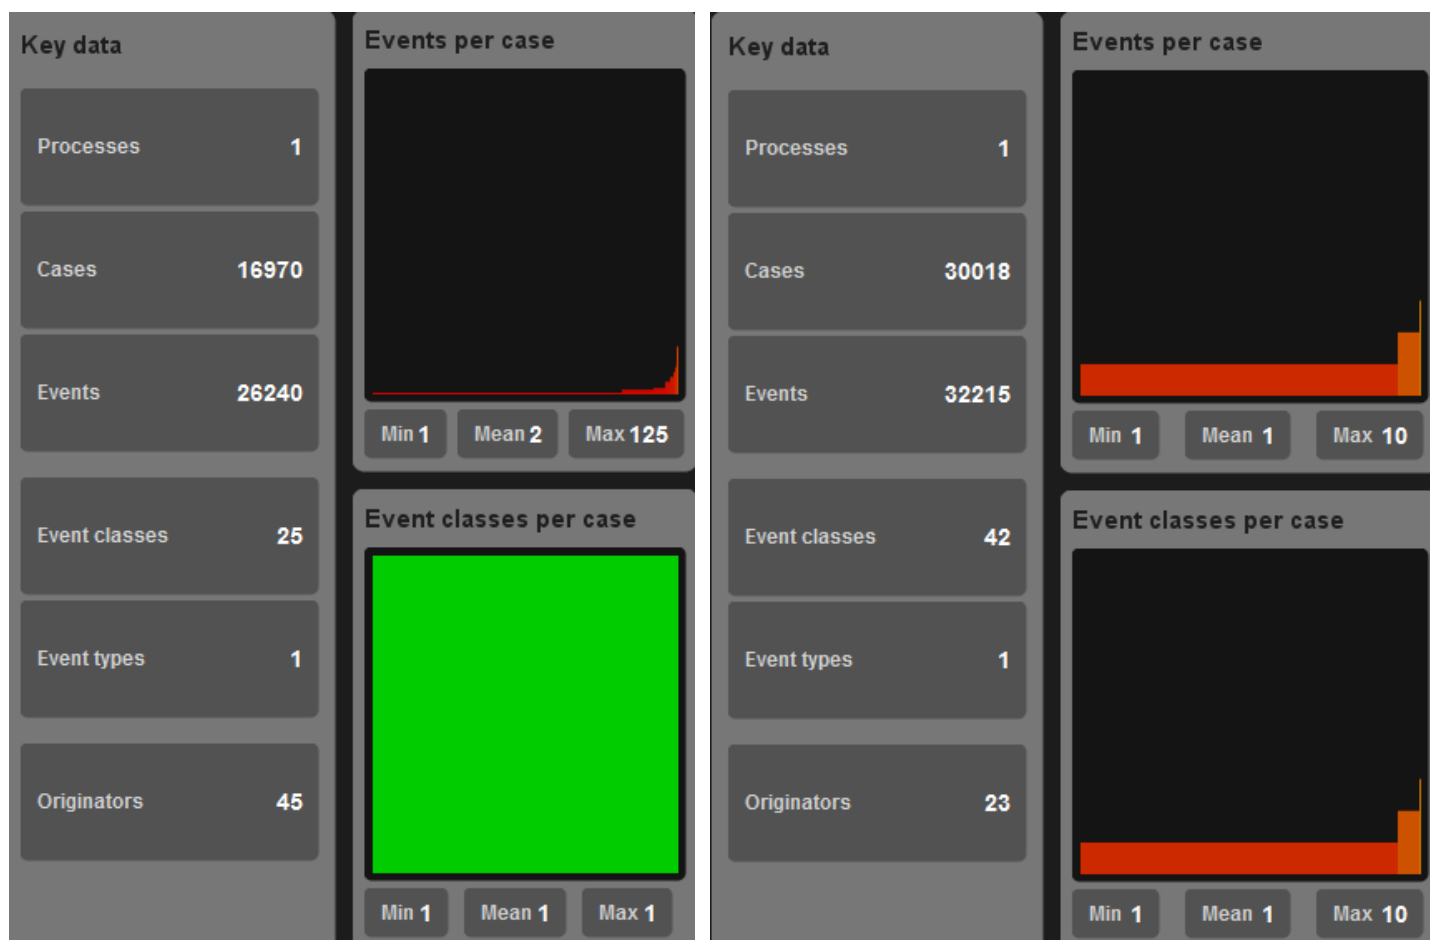 Key data
Processes 1
Cases 16970
Events 26240
Event classes 25
Event types 1
Originators 45
Events per case
Min 1 Mean 2 Max 125
Event classes per case
Min 1 Mean 1 Max 1
Key data
Processes 1
Cases 30018
Events 32215
Event classes 42
Event types 1
Originators 23
Events per case
Min 1 Mean 1 Max 10
Event classes per case
Min 1 Mean 1 Max 10